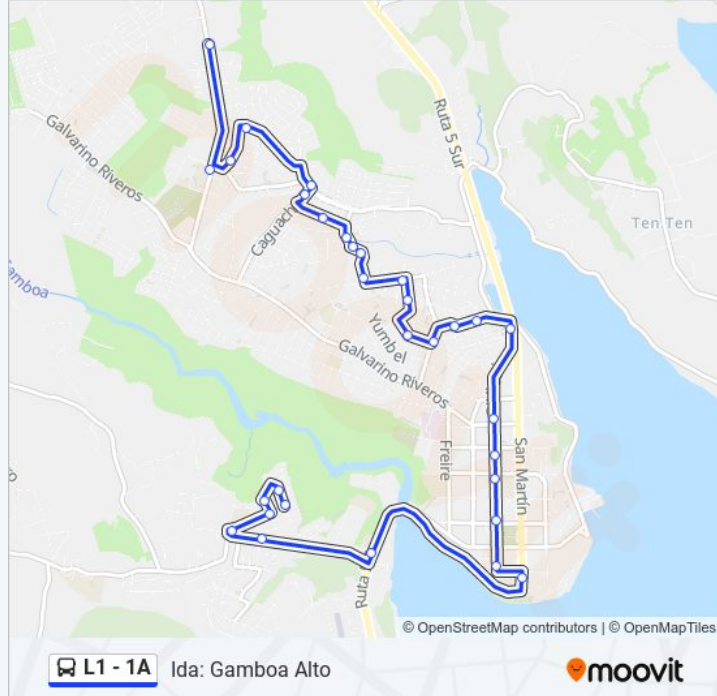 Ruta 5 Sur
Galvarino Riveros
Ten Ten
Caguach
Gamboa
Yumbel
Galvarino Riveros
San Martín
Freire
Ruta
© OpenStreetMap contributors | © OpenMapTiles
L1 - 1A
Ida: Gamboa Alto
moovit